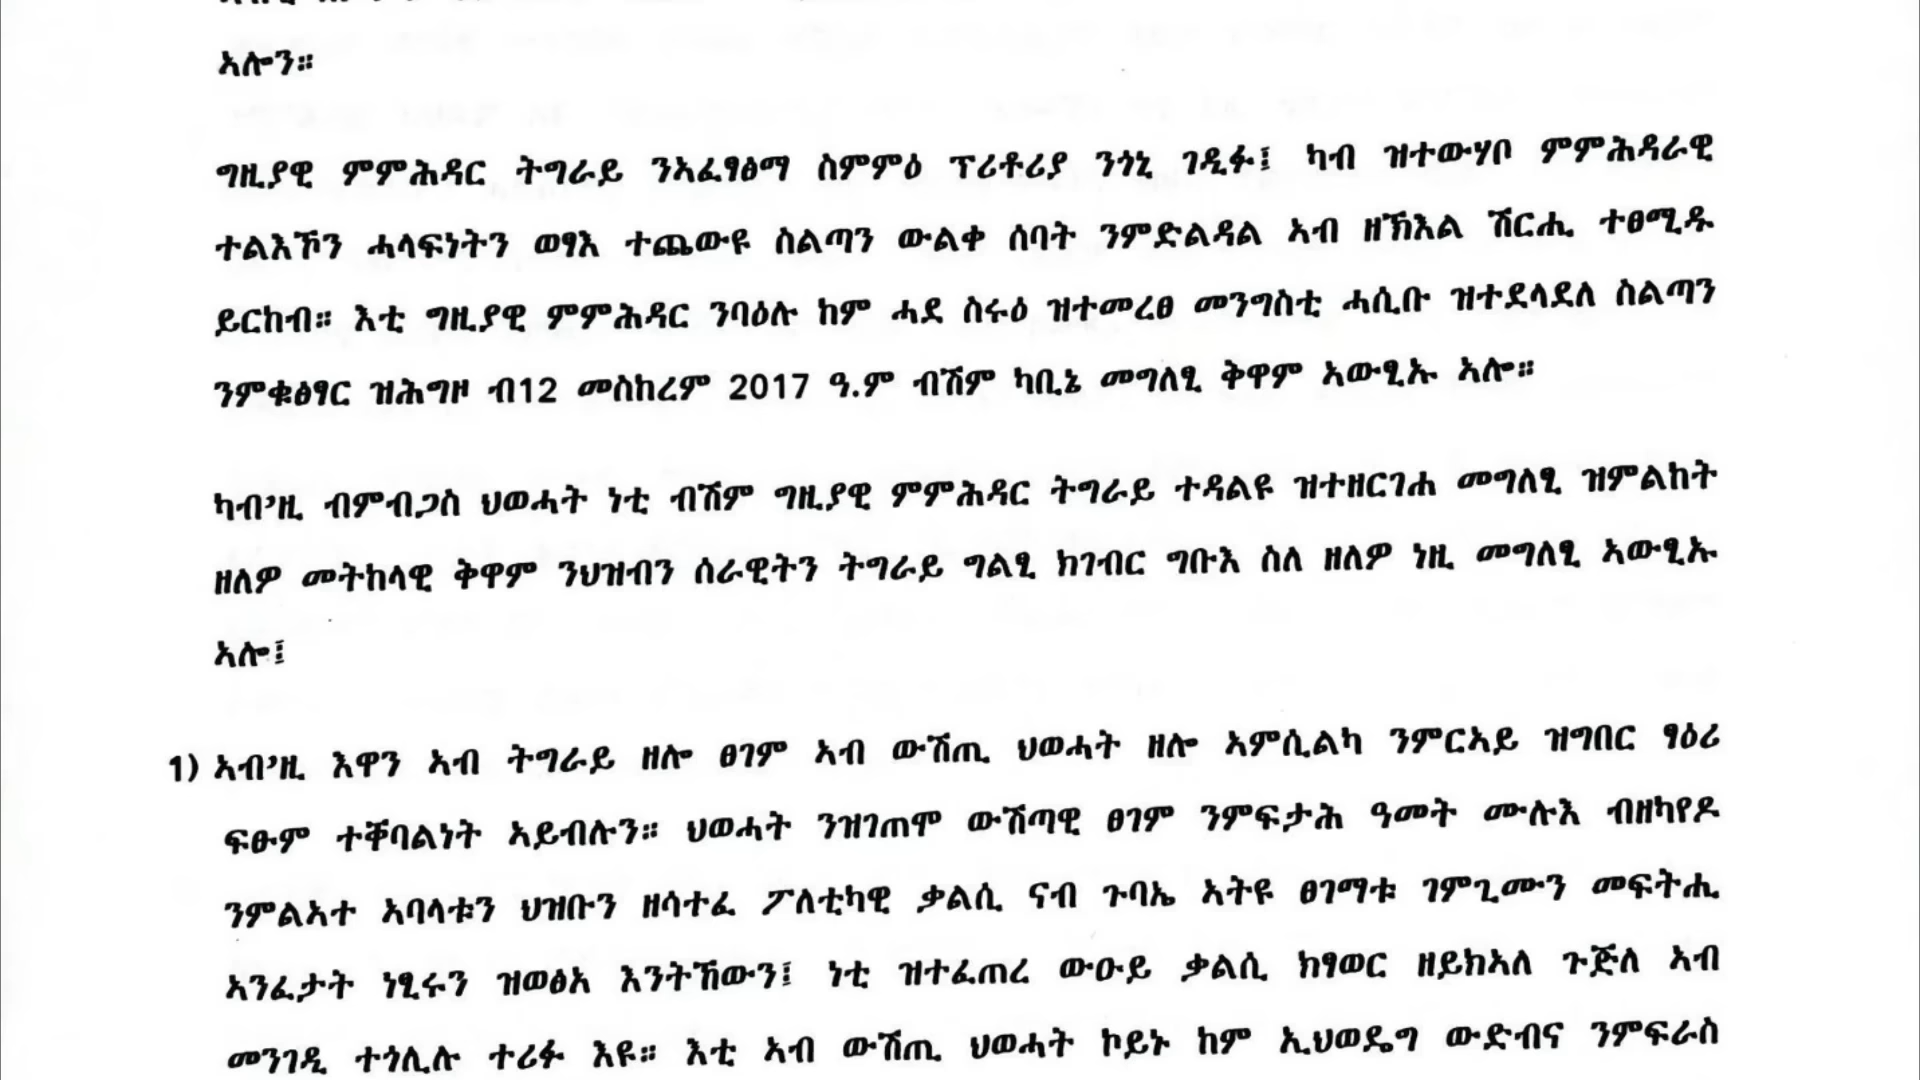 ኣሎን።
ግዚያዊ ምምሕዳር ትግራይ ንኣፈፃፅማ ስምምዕ ፕሪቶሪያ ንጎኒ ገዲፉ፤ ካብ ዝተውሃቦ ምምሕዳራዊ
ተልእኾን ሓላፍነትን ወፃእ ተጨውዩ ስልጣን ውልቀ ሰባት ንምድልዳል ኣብ ዘኽእል ሽርሒ ተፀሚዱ
ይርከብ። እቲ ግዚያዊ ምምሕዳር ንባዕሉ ከም ሓደ ስሩዕ ዝተመረፀ መንግስቲ ሓሲቡ ዝተደላደለ ስልጣን
ንምቁፅፃር ዝሕግዞ ብ12 መስከረም 2017 ዓ.ም ብሽም ካቢኔ መግለፂ ቅዋም ኣውፂኡ ኣሎ።
ካብ’ዚ ብምብጋስ ህወሓት ነቲ ብሽም ግዚያዊ ምምሕዳር ትግራይ ተዳልዩ ዝተዘርገሐ መግለፂ ዝምልከት
ዘለዎ መትከላዊ ቅዋም ንህዝብን ሰራዊትን ትግራይ ግልፂ ክገብር ግቡእ ስለ ዘለዎ ነዚ መግለፂ ኣውፂኡ
ኣሎ፤
1) ኣብ’ዚ እዋን ኣብ ትግራይ ዘሎ ፀገም ኣብ ውሽጢ ህወሓት ዘሎ ኣምሲልካ ንምርኣይ ዝግበር ፃዕሪ
ፍፁም ተቐባልነት ኣይብሉን። ህወሓት ንዝገጠሞ ውሽጣዊ ፀገም ንምፍታሕ ዓመት ሙሉእ ብዘካየዶ
ንምልኣተ ኣባላቱን ህዝቡን ዘሳተፈ ፖለቲካዊ ቃልሲ ናብ ጉባኤ ኣትዩ ፀገማቱ ገምጊሙን መፍትሒ
ኣንፈታት ነፂሩን ዝወፅአ እንትኸውን፤ ነቲ ዝተፈጠረ ውዑይ ቃልሲ ክፃወር ዘይክኣለ ጉጅለ ኣብ
መንገዲ ተጎሊሉ ተሪፉ እዩ። እቲ ኣብ ውሽጢ ህወሓት ኮይኑ ከም ኢህወዴግ ውድብና ንምፍራስ